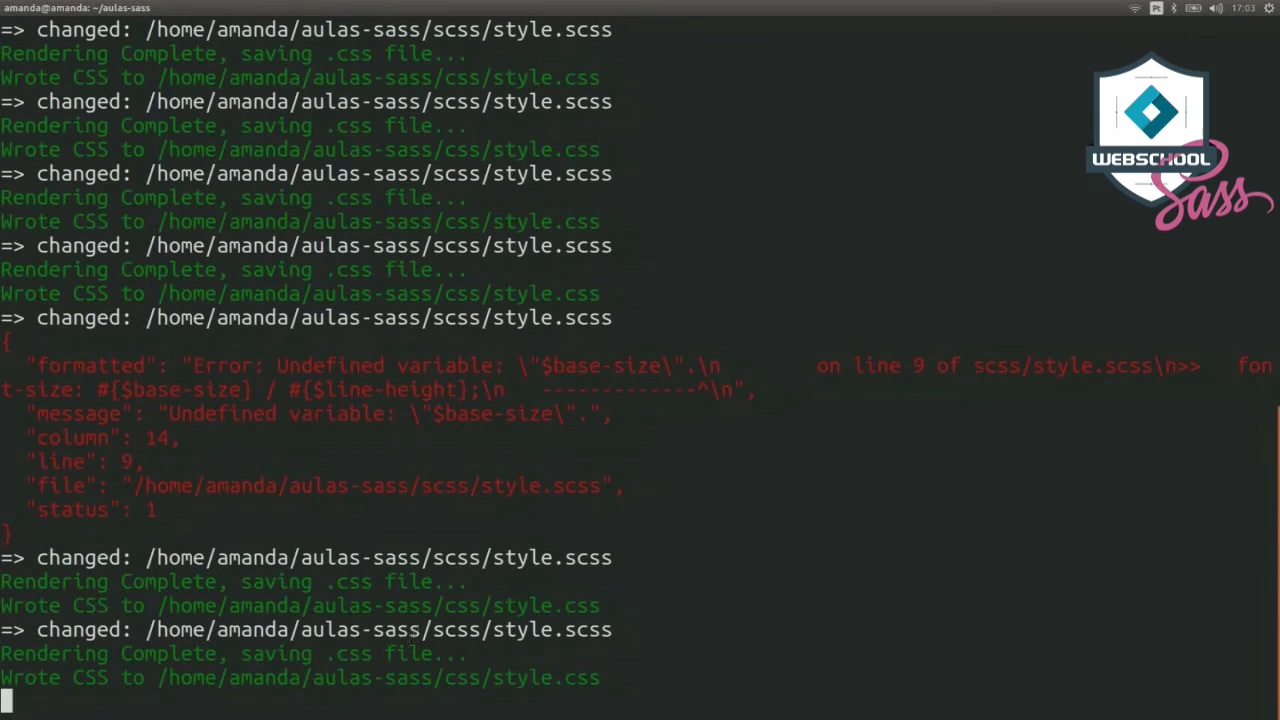 amanda@amanda: ~/aulas-sass
Pt
17:03
=> changed: /home/amanda/aulas-sass/scss/style.scss
Rendering Complete, saving .css file...
Wrote CSS to /home/amanda/aulas-sass/css/style.css
=> changed: /home/amanda/aulas-sass/scss/style.scss
Rendering Complete, saving .css file...
Wrote CSS to /home/amanda/aulas-sass/css/style.css
=> changed: /home/amanda/aulas-sass/scss/style.scss
Rendering Complete, saving .css file...
Wrote CSS to /home/amanda/aulas-sass/css/style.css
=> changed: /home/amanda/aulas-sass/scss/style.scss
Rendering Complete, saving .css file...
Wrote CSS to /home/amanda/aulas-sass/css/style.css
=> changed: /home/amanda/aulas-sass/scss/style.scss
{
  "formatted": "Error: Undefined variable: \"$base-size\".\n        on line 9 of scss/style.scss\n>>   fon
t-size: #{$base-size} / #{$line-height};\n   -------------^\n",
  "message": "Undefined variable: \"$base-size\".",
  "column": 14,
  "line": 9,
  "file": "/home/amanda/aulas-sass/scss/style.scss",
  "status": 1
}
=> changed: /home/amanda/aulas-sass/scss/style.scss
Rendering Complete, saving .css file...
Wrote CSS to /home/amanda/aulas-sass/css/style.css
=> changed: /home/amanda/aulas-sass/scss/style.scss
Rendering Complete, saving .css file...
Wrote CSS to /home/amanda/aulas-sass/css/style.css
WEBSCHOOL
Sass